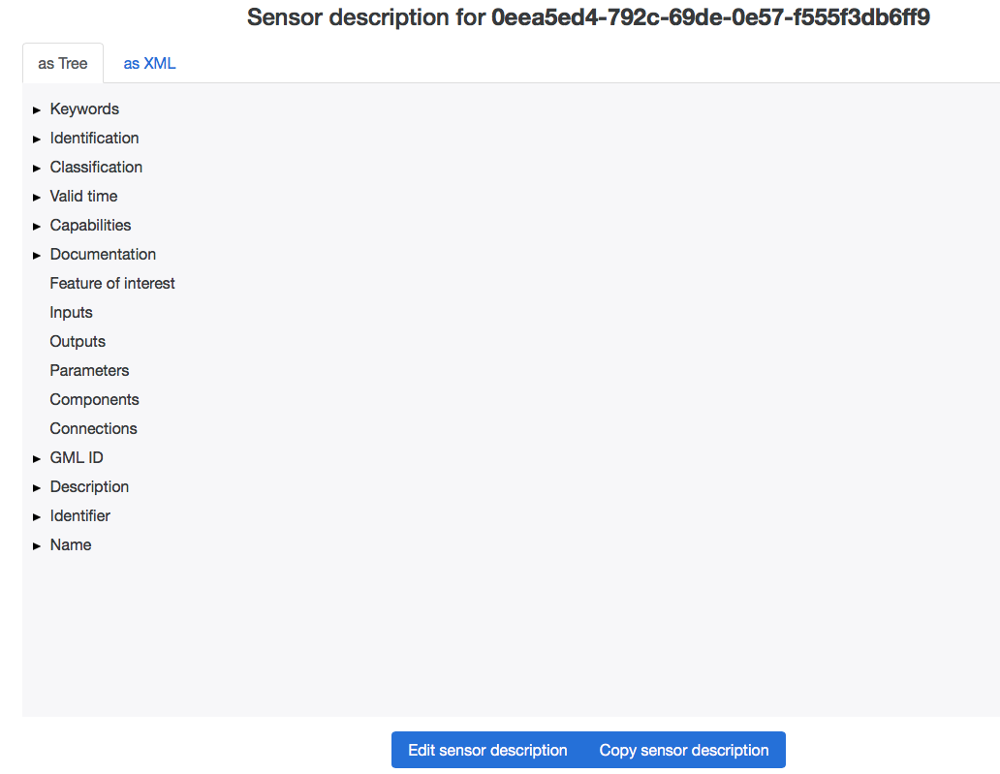 Sensor description for 0eea5ed4-792c-69de-0e57-f555f3db6ff9
as Tree as XML
Keywords
Identification
Classification
Valid time
Capabilities
Documentation
Feature of interest
Inputs
Outputs
Parameters
Components
Connections
GML ID
Description
Identifier
Name
Edit sensor description Copy sensor description